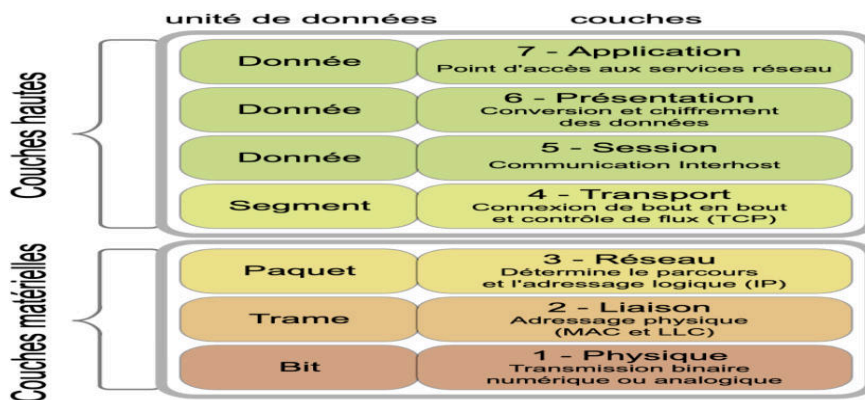 unité de données couches
Couches hautes
Donnée
7 - Application
Point d'accès aux services réseau
Donnée
6 - Présentation
Conversion et chiffrement
des données
Donnée
5 - Session
Communication Interhost
Segment
4 - Transport
Connexion de bout en bout
et contrôle de flux (TCP)
Couches matérielles
Paquet
3 - Réseau
Détermine le parcours
et l'adressage logique (IP)
Trame
2 - Liaison
Adressage physique
(MAC et LLC)
Bit
1 - Physique
Transmission binaire
numérique ou analogique